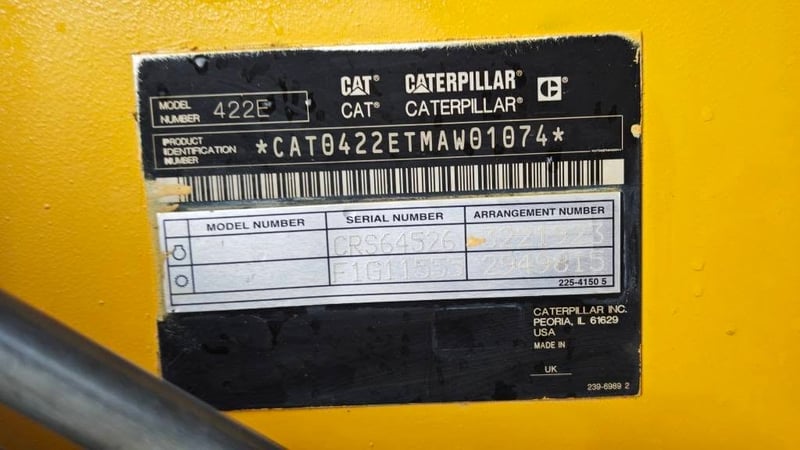 CAT® CATERPILLAR®
CAT® CATERPILLAR®
MODEL NUMBER 422E
PRODUCT IDENTIFICATION NUMBER *CAT0422ETMAW01074*
MODEL NUMBER SERIAL NUMBER ARRANGEMENT NUMBER
CRS64526
F1G11555 2949815
225-4150 5
CATERPILLAR INC.
PEORIA, IL 61629
USA
MADE IN
UK
239-6969 2